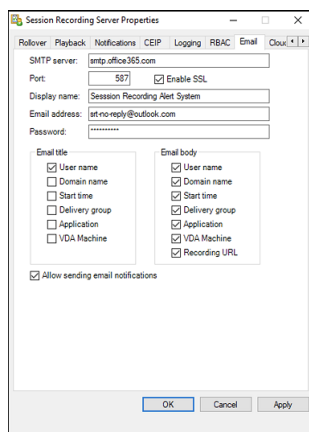 Session Recording Server Properties
Rollover Playback Notifications CEIP Logging RBAC Email Clouc
SMTP server: smtp.office365.com
Port: 587 Enable SSL
Display name: Sesssion Recording Alert System
Email address: srt-no-reply@outlook.com
Password: **********
Email title Email body
User name User name
Domain name Domain name
Start time Start time
Delivery group Delivery group
Application Application
VDA Machine VDA Machine
Recording URL
Allow sending email notifications
OK Cancel Apply